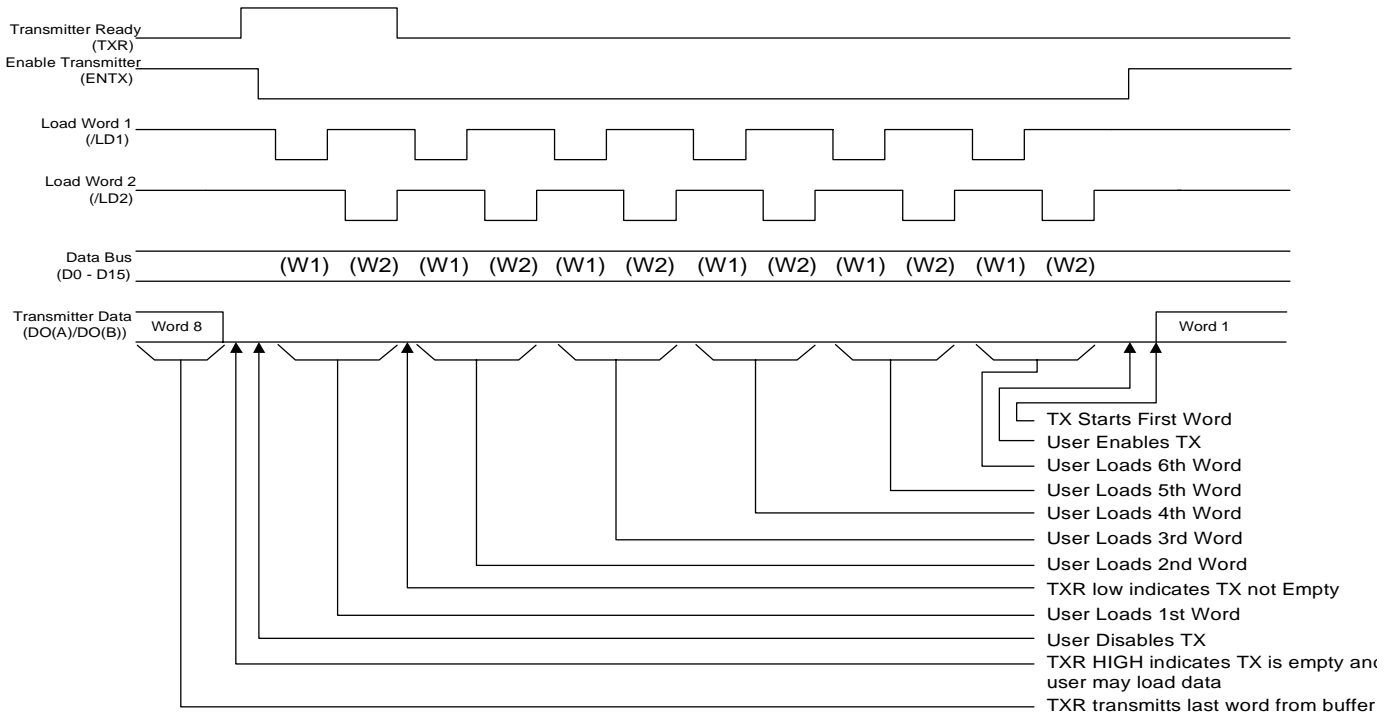 Transmitter Ready
(TXR)
Enable Transmitter
(ENTX)
Load Word 1
(/LD1)
Load Word 2
(/LD2)
Data Bus
(D0 - D15)
(W1) (W2) (W1) (W2) (W1) (W2) (W1) (W2) (W1) (W2) (W1) (W2)
Transmitter Data
(DO(A)/DO(B))
Word 8
Word 1
TX Starts First Word
User Enables TX
User Loads 6th Word
User Loads 5th Word
User Loads 4th Word
User Loads 3rd Word
User Loads 2nd Word
TXR low indicates TX not Empty
User Loads 1st Word
User Disables TX
TXR HIGH indicates TX is empty and
user may load data
TXR transmitts last word from buffer